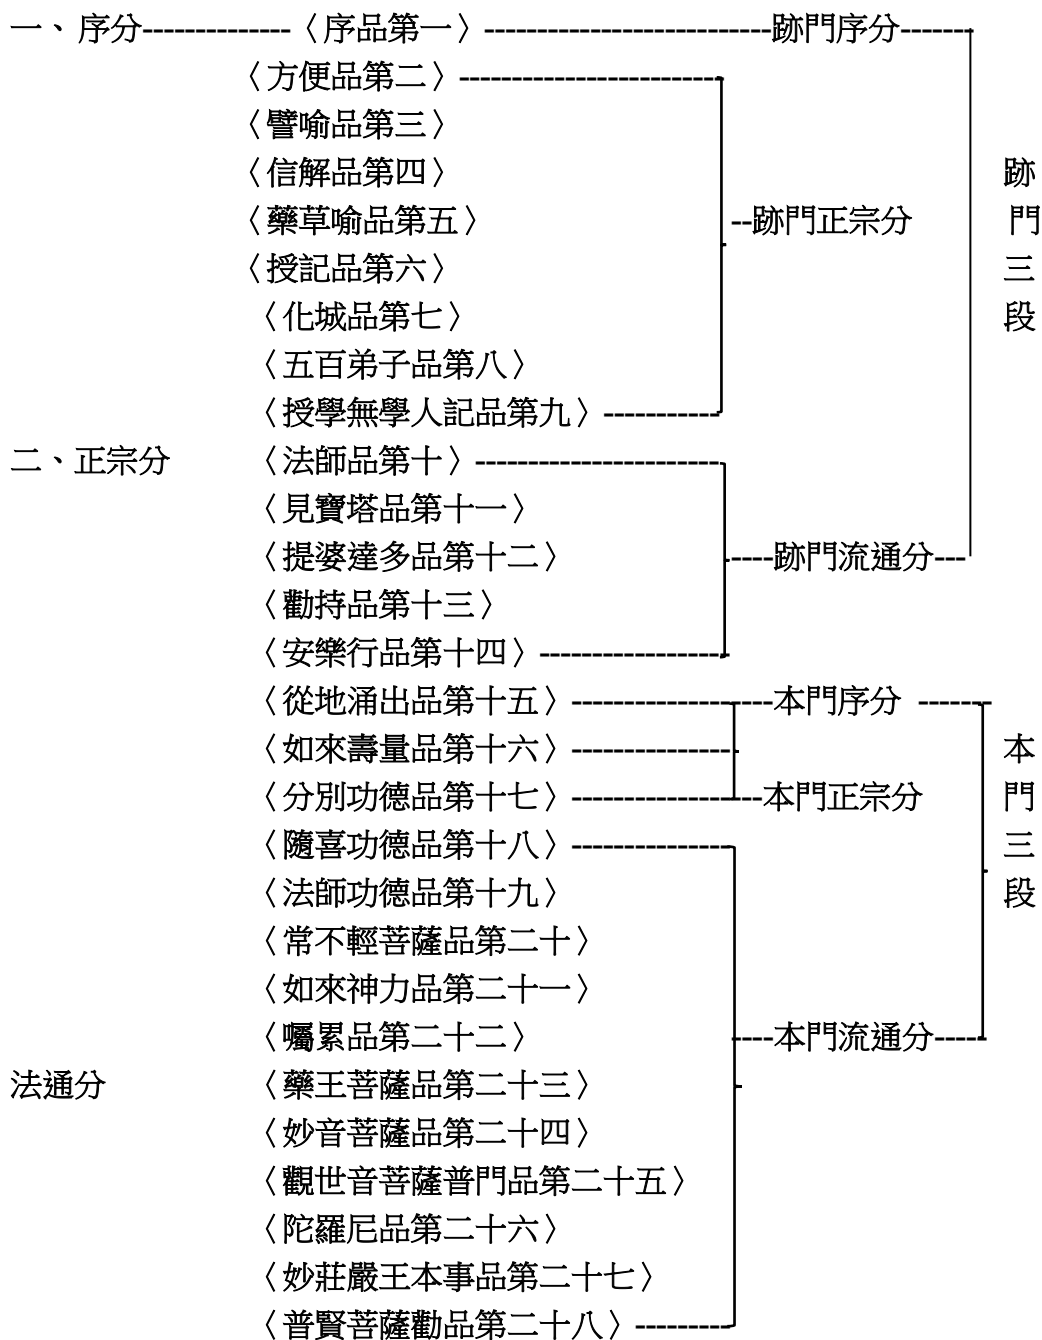 一、序分--------------〈序品第一〉---------------------------跡門序分-------
〈方便品第二〉-------------------------
〈譬喻品第三〉
〈信解品第四〉 跡
〈藥草喻品第五〉 --跡門正宗分 門
〈授記品第六〉 三
〈化城品第七〉 段
〈五百弟子品第八〉
〈授學無學人記品第九〉-----------
二、正宗分 〈法師品第十〉-----------------------
〈見寶塔品第十一〉
〈提婆達多品第十二〉 ----跡門流通分---
〈勸持品第十三〉
〈安樂行品第十四〉------------------
〈從地涌出品第十五〉-------------------本門序分 -------
〈如來壽量品第十六〉---------------- 本
〈分別功德品第十七〉------------------本門正宗分 門
〈隨喜功德品第十八〉--------------- 三
〈法師功德品第十九〉 段
〈常不輕菩薩品第二十〉
〈如來神力品第二十一〉
〈囑累品第二十二〉 ----本門流通分-----
法通分 〈藥王菩薩品第二十三〉
〈妙音菩薩品第二十四〉
〈觀世音菩薩普門品第二十五〉
〈陀羅尼品第二十六〉
〈妙莊嚴王本事品第二十七〉
〈普賢菩薩勸品第二十八〉---------